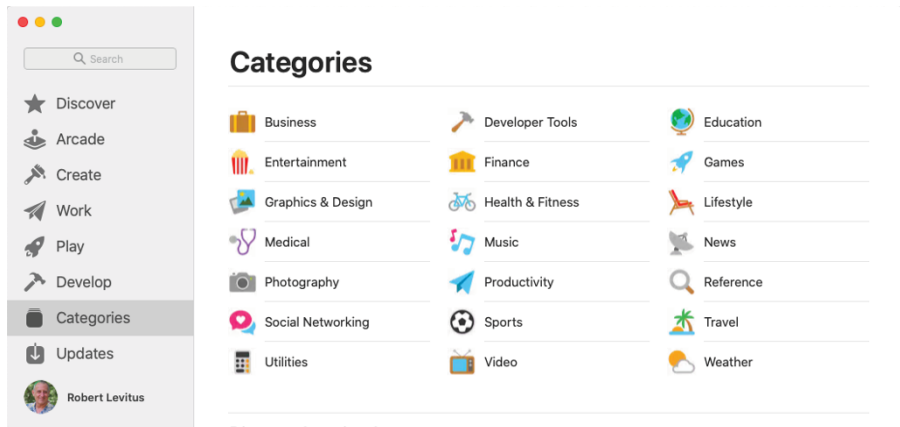 Search
Discover
Arcade
Create
Work
Play
Develop
Categories
Updates
Robert Levitus
Categories
Business
Developer Tools
Education
Entertainment
Finance
Games
Graphics & Design
Health & Fitness
Lifestyle
Medical
Music
News
Photography
Productivity
Reference
Social Networking
Sports
Travel
Utilities
Video
Weather